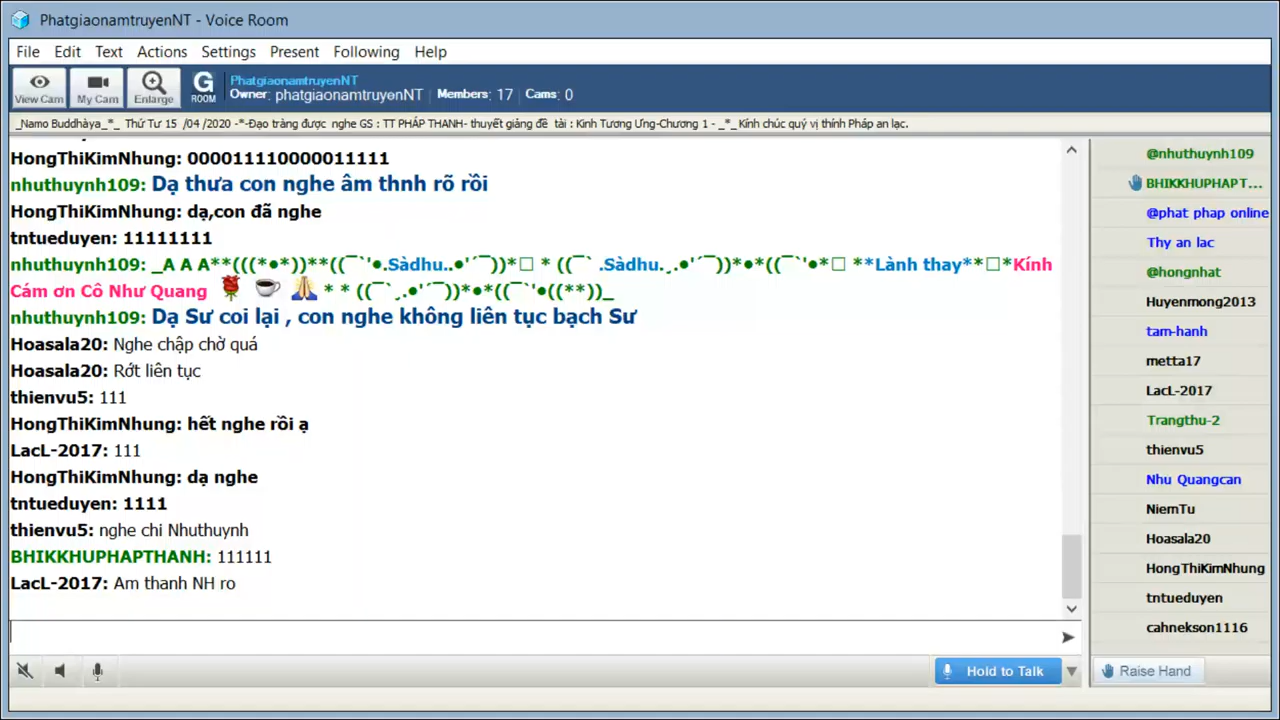 PhatgiaonamtruyenNT - Voice Room
File Edit Text Actions Settings Present Following Help
View Cam My Cam Enlarge G ROOM
PhatgiaonamtruyenNT
Owner: phatgiaonamtruyenNT Members: 17 Cams: 0
_Namo Buddhàya_*_ Thứ Tư 15 /04 /2020 -*-Đạo tràng được nghe GS : TT PHÁP THANH- thuyết giảng đề tài : Kinh Tương Ưng-Chương 1 - _*_ Kính chúc quý vị thính Pháp an lạc.
HongThiKimNhung: 000011110000011111
nhuthuynh109: Dạ thưa con nghe âm thnh rõ rồi
HongThiKimNhung: dạ,con đã nghe
tntueduyen: 11111111
nhuthuynh109: _A A A**(((*•*))**((¯`'•.Sàdhu..•'´¯))*□ * ((¯` .Sàdhu.¸.•'´¯))*•*((¯`'•*□ **Lành thay**□*Kính
Cám ơn Cô Như Quang 🌹 ☕ 🙏 * * ((¯`¸.•'´¯))*•*((¯`'•((**))_
nhuthuynh109: Dạ Sư coi lại , con nghe không liên tục bạch Sư
Hoasala20: Nghe chập chờ quá
Hoasala20: Rớt liên tục
thienvu5: 111
HongThiKimNhung: hết nghe rồi ạ
LacL-2017: 111
HongThiKimNhung: dạ nghe
tntueduyen: 1111
thienvu5: nghe chi Nhuthuynh
BHIKKHUPHAPTHANH: 111111
LacL-2017: Am thanh NH ro
@nhuthuynh109
BHIKKHUPHAPT...
@phat phap online
Thy an lac
@hongnhat
Huyenmong2013
tam-hanh
metta17
LacL-2017
Trangthu-2
thienvu5
Nhu Quangcan
NiemTu
Hoasala20
HongThiKimNhung
tntueduyen
cahnekson1116
Hold to Talk
Raise Hand